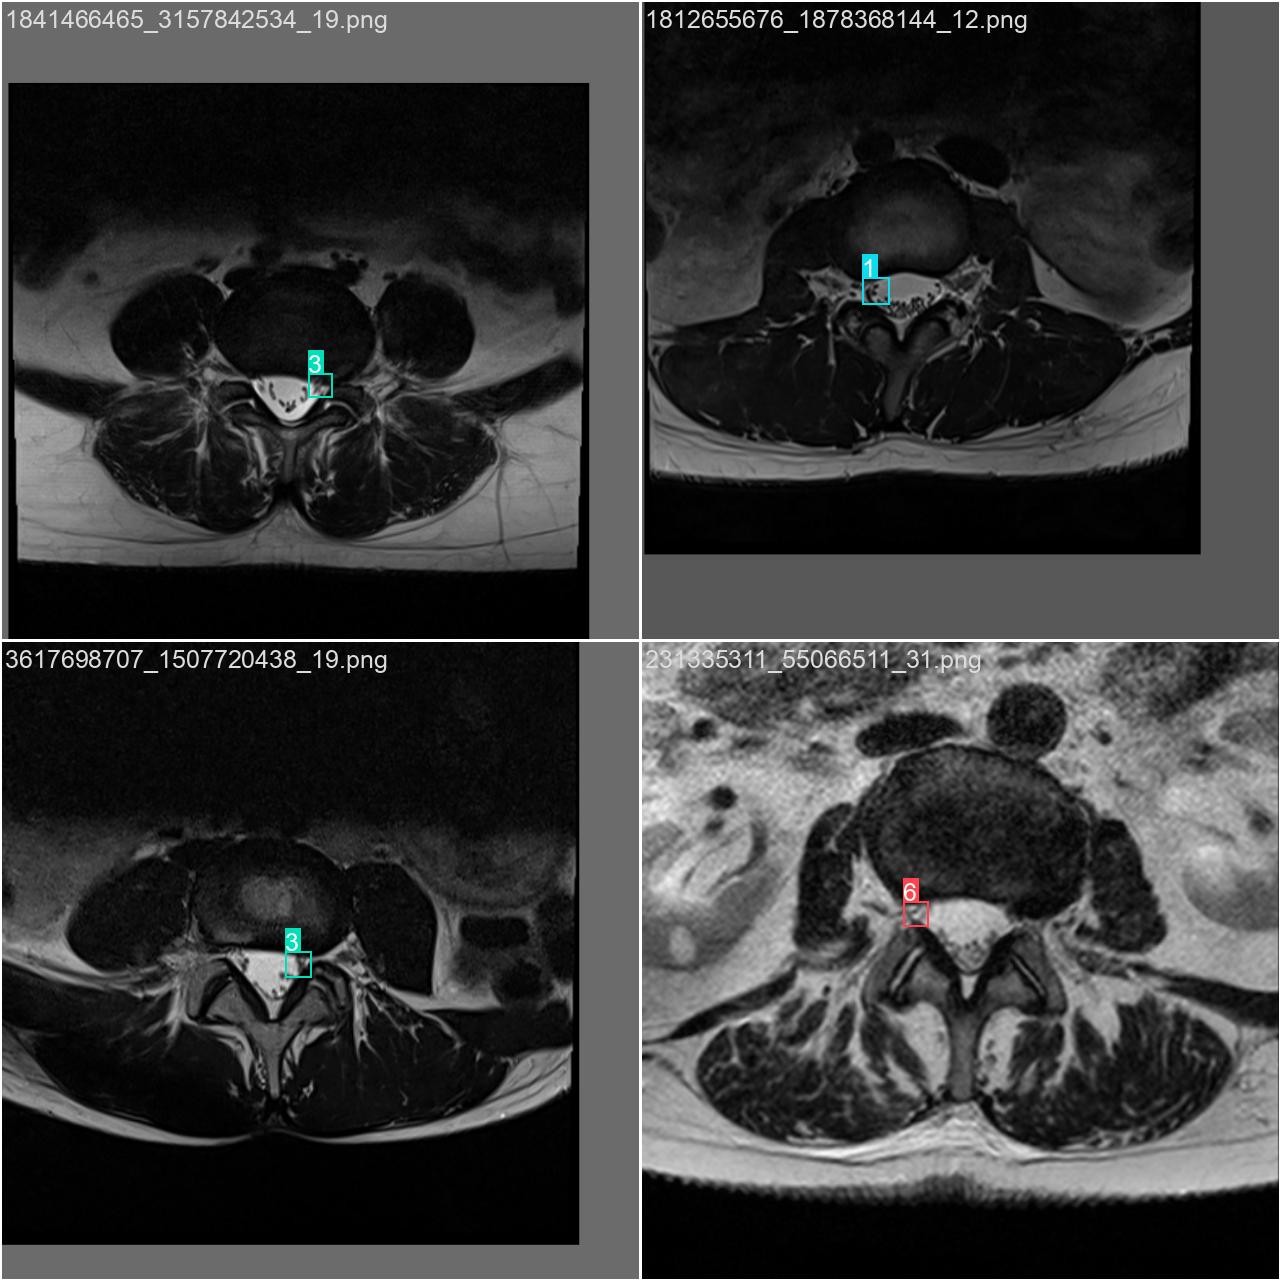 1841466465_3157842534_19.png
1812655676_1878368144_12.png
3
1
3617698707_1507720438_19.png
231335311_55066511_31.png
3
6